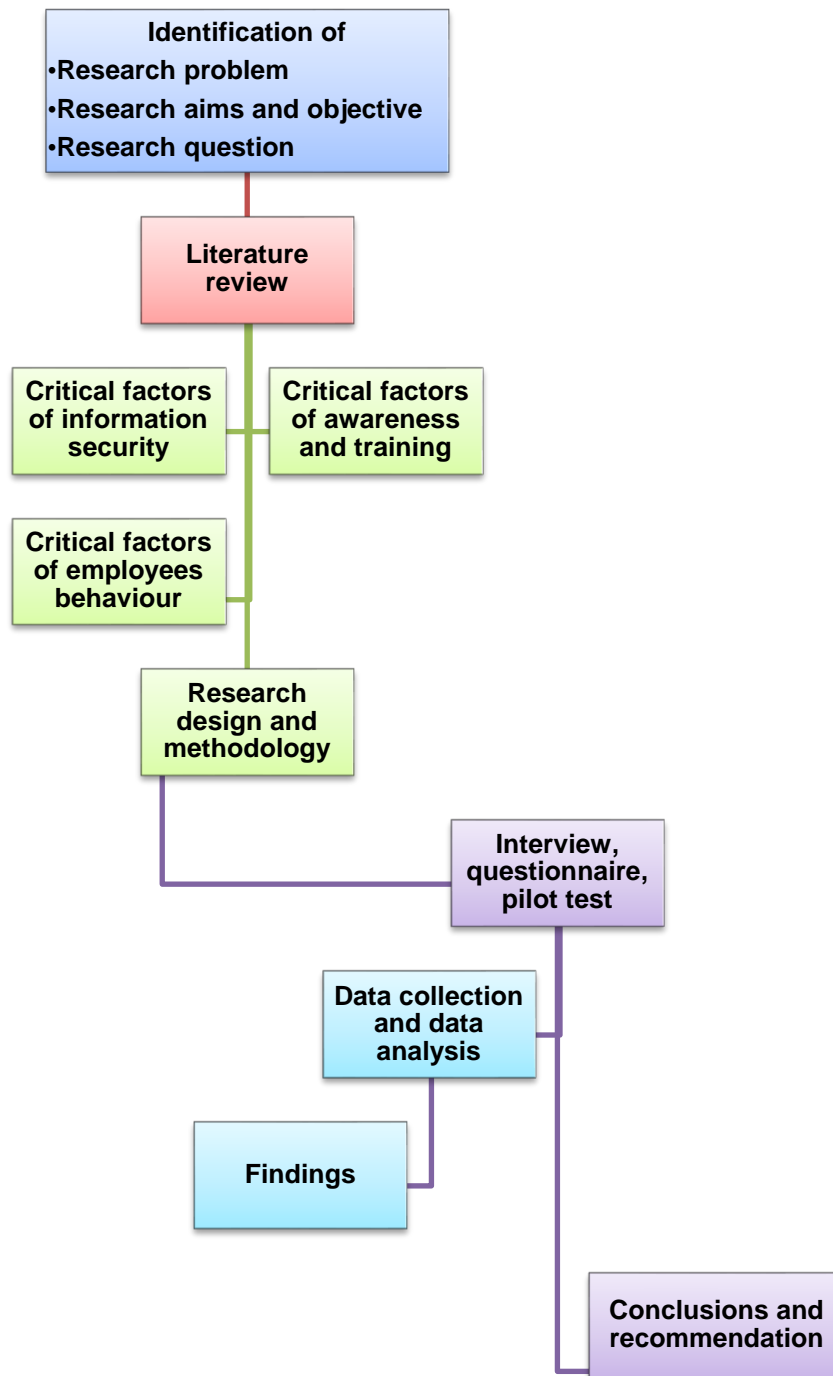 Identification of
•Research problem
•Research aims and objective
•Research question
Literature
review
Critical factors
of information
security
Critical factors
of awareness
and training
Critical factors
of employees
behaviour
Research
design and
methodology
Interview,
questionnaire,
pilot test
Data collection
and data
analysis
Findings
Conclusions and
recommendation